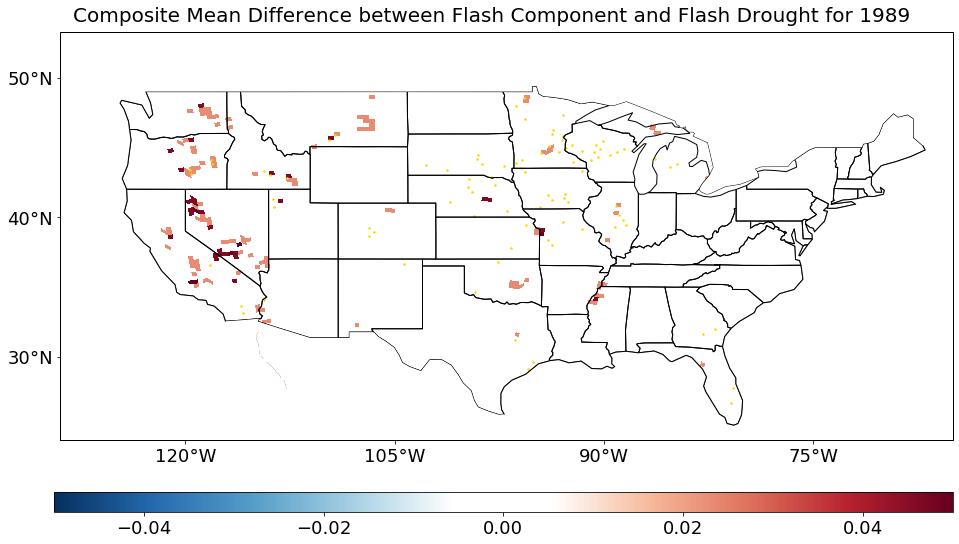 Composite Mean Difference between Flash Component and Flash Drought for 1989
50°N
40°N
30°N
120°W 105°W 90°W 75°W
−0.04 −0.02 0.00 0.02 0.04